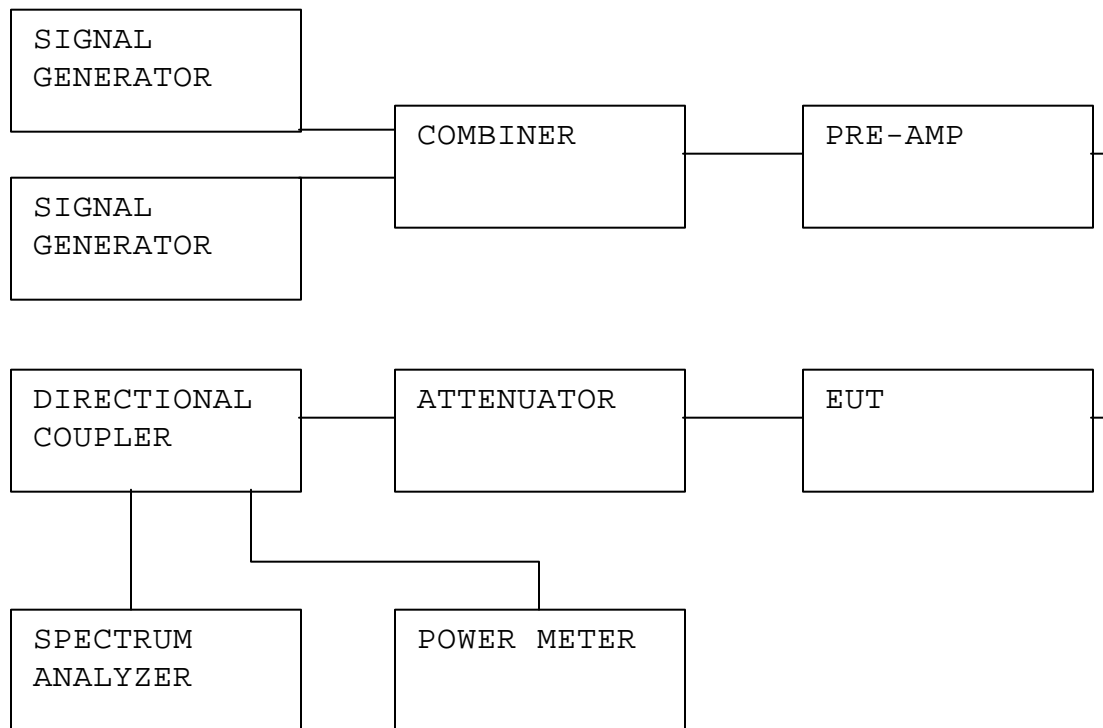 SIGNAL
GENERATOR
COMBINER
PRE-AMP
SIGNAL
GENERATOR
DIRECTIONAL
COUPLER
ATTENUATOR
EUT
SPECTRUM
ANALYZER
POWER METER